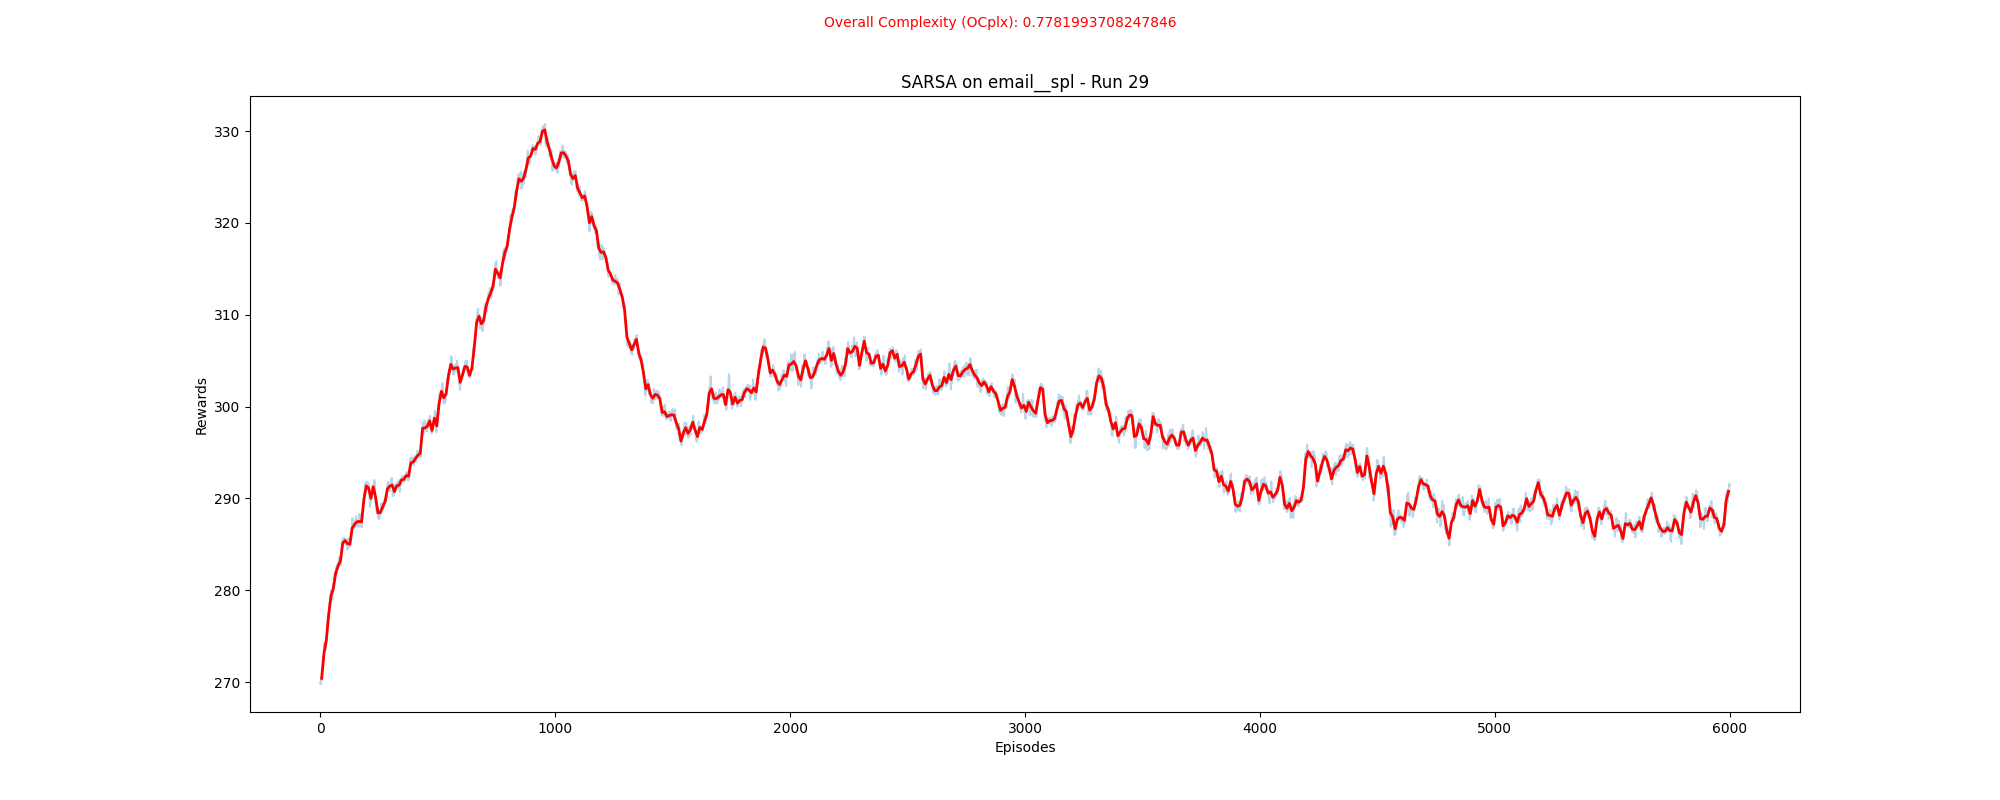 Overall Complexity (OCplx): 0.7781993708247846
SARSA on email__spl - Run 29
Rewards
330
320
310
300
290
280
270
0 1000 2000 3000 4000 5000 6000
Episodes